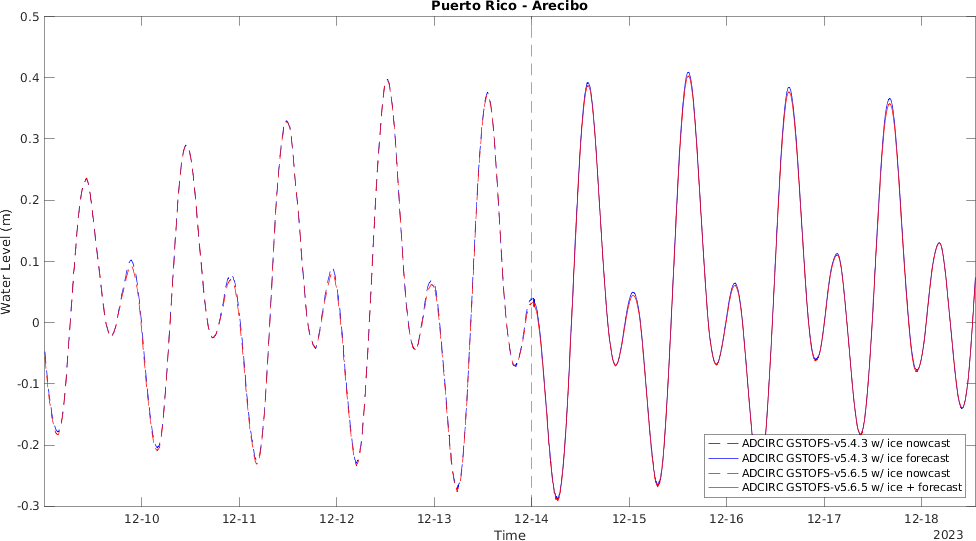 Puerto Rico - Arecibo
0.5
0.4
0.3
0.2
0.1
0
-0.1
-0.2
-0.3
Water Level (m)
ADCIRC GSTOFS-v5.4.3 w/ ice nowcast
ADCIRC GSTOFS-v5.4.3 w/ ice forecast
ADCIRC GSTOFS-v5.6.5 w/ ice nowcast
ADCIRC GSTOFS-v5.6.5 w/ ice + forecast
12-10 12-11 12-12 12-13 12-14 12-15 12-16 12-17 12-18
Time
2023